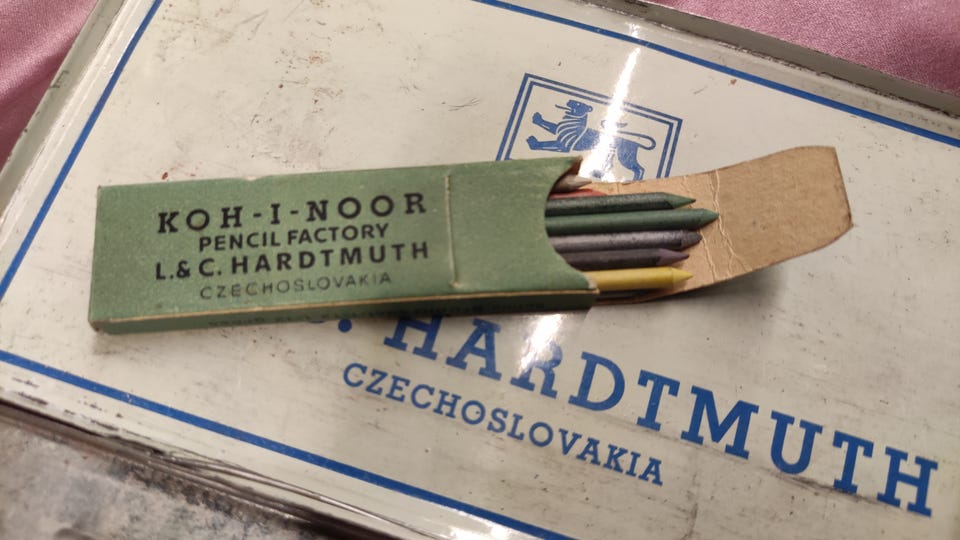 KOH-I-NOOR
PENCIL FACTORY
L.& C. HARDTMUTH
CZECHOSLOVAKIA
HARDTMUTH
CZECHOSLOVAKIA